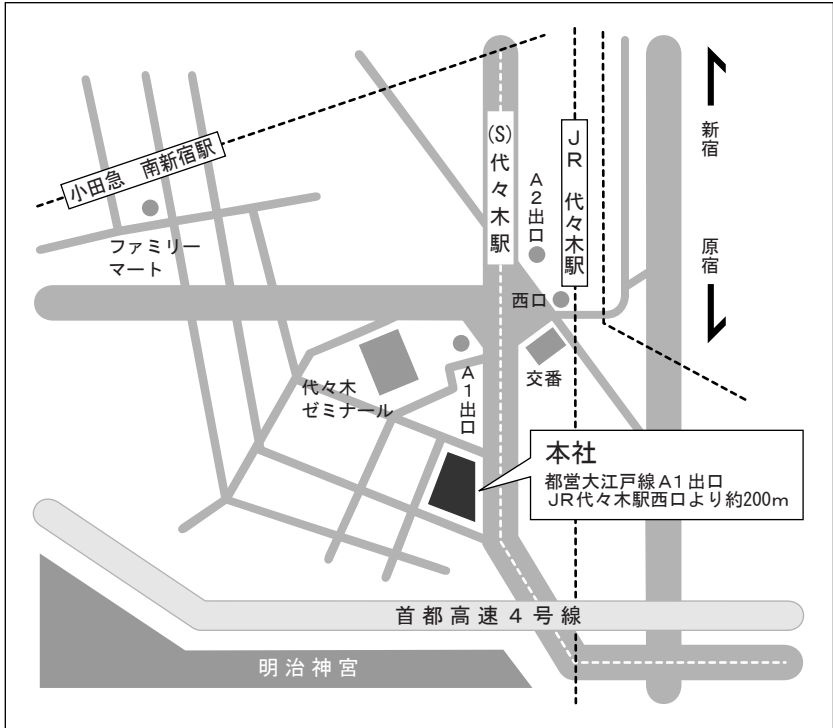 小田急 南新宿駅
ファミリー
マート
(S)代々木駅
A2出口
JR 代々木駅
新宿
原宿
西口
交番
A1出口
代々木
ゼミナール
本社
都営大江戸線A1出口
JR代々木駅西口より約200m
首都高速4号線
明治神宮